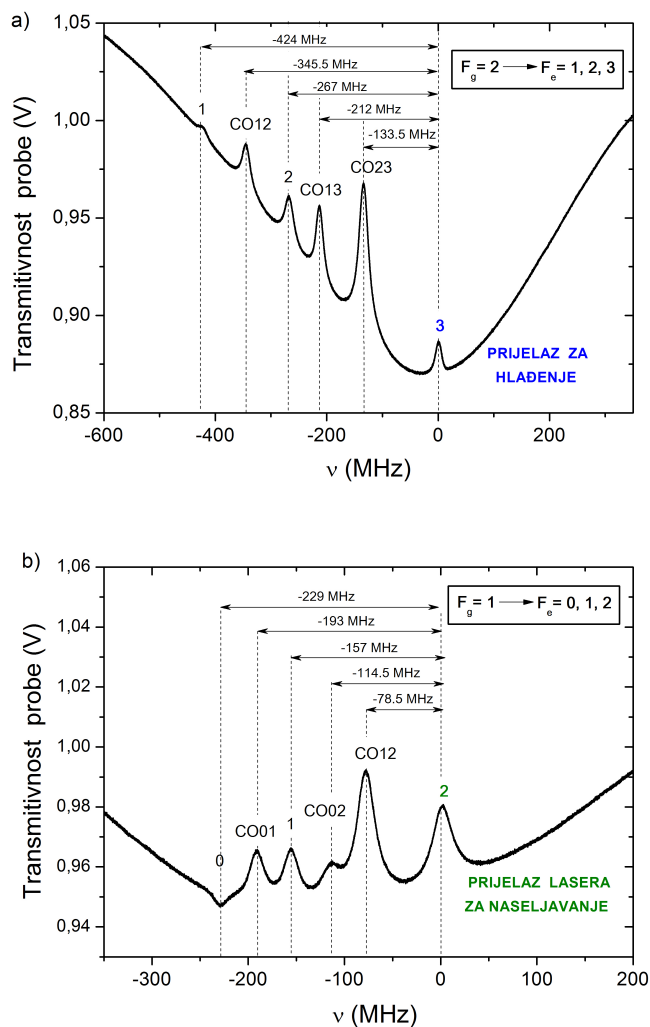 a)
1,05
1,00
0,95
0,90
0,85
Transmitivnost probe (V)
-424 MHz
-345.5 MHz
-267 MHz
-212 MHz
-133.5 MHz
F_g = 2 → F_e = 1, 2, 3
1
CO12
2
CO13
CO23
3
PRIJELAZ ZA
HLAĐENJE
-600
-400
-200
0
200
ν (MHz)
b)
1,06
1,04
1,02
1,00
0,98
0,96
0,94
Transmitivnost probe (V)
-229 MHz
-193 MHz
-157 MHz
-114.5 MHz
-78.5 MHz
F_g = 1 → F_e = 0, 1, 2
0
CO01
1
CO02
CO12
2
PRIJELAZ LASERA
ZA NASELJAVANJE
-300
-200
-100
0
100
200
ν (MHz)